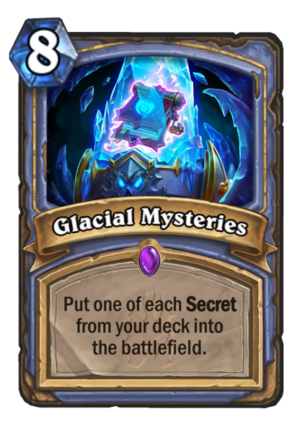 8
Glacial Mysteries
Put one of each Secret
from your deck into
the battlefield.